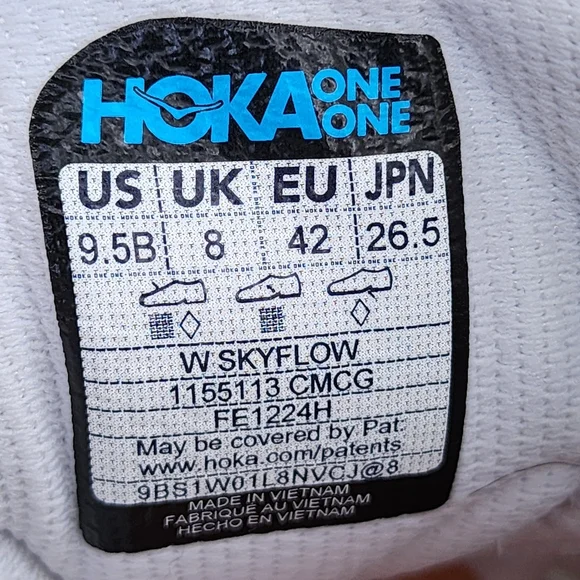 HOKA ONE ONE
US UK EU JPN
9.5B 8 42 26.5
W SKYFLOW
1155113 CMCG
FE1224H
May be covered by Pat.
www.hoka.com/patents
9BS1W01L8NVCJ@8
MADE IN VIETNAM
FABRIQUÉ AU VIETNAM
HECHO EN VIETNAM